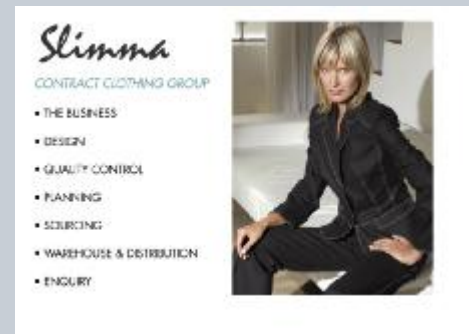 Slimma
CONTRACT CLOTHING GROUP
▪ THE BUSINESS
▪ DESIGN
▪ QUALITY CONTROL
▪ PLANNING
▪ SOURCING
▪ WAREHOUSE & DISTRIBUTION
▪ ENQUIRY